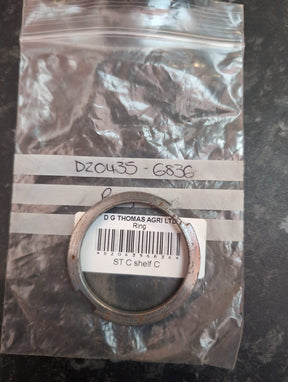 DZ0435-6836
D G THOMAS AGRI LTD
Ring
ST C shelf C